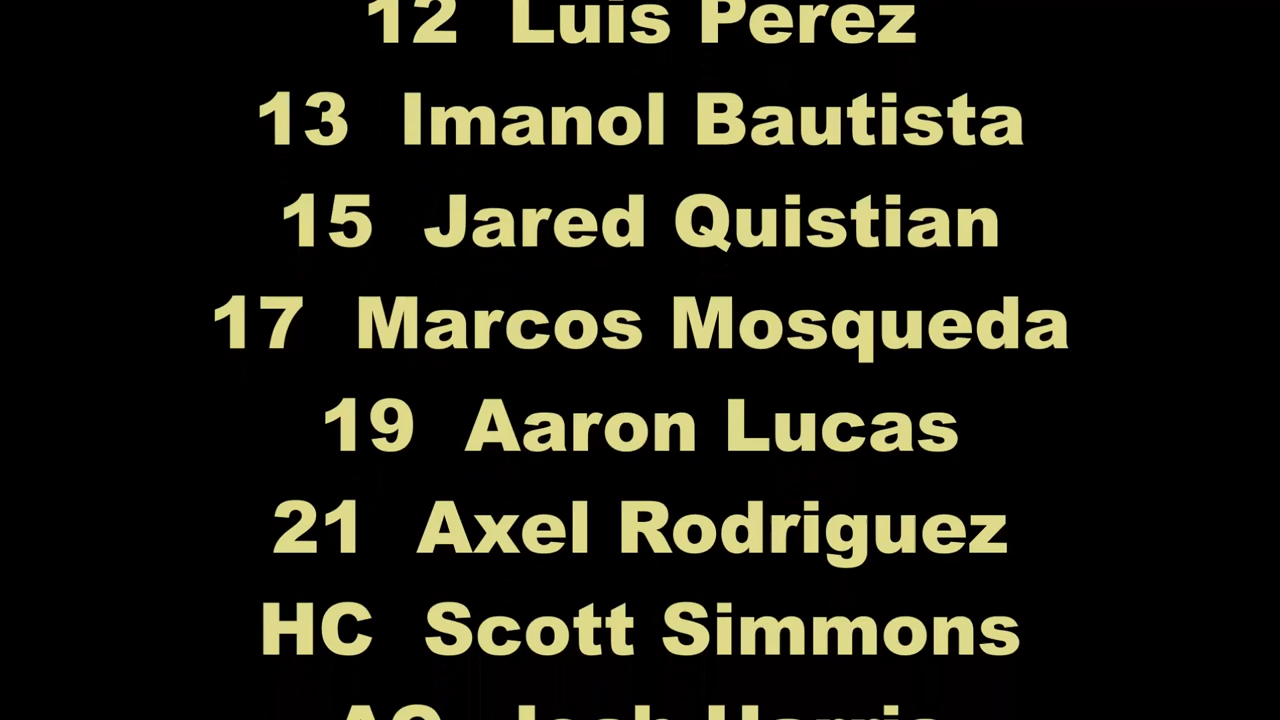 12 Luis Perez
13 Imanol Bautista
15 Jared Quistian
17 Marcos Mosqueda
19 Aaron Lucas
21 Axel Rodriguez
HC Scott Simmons